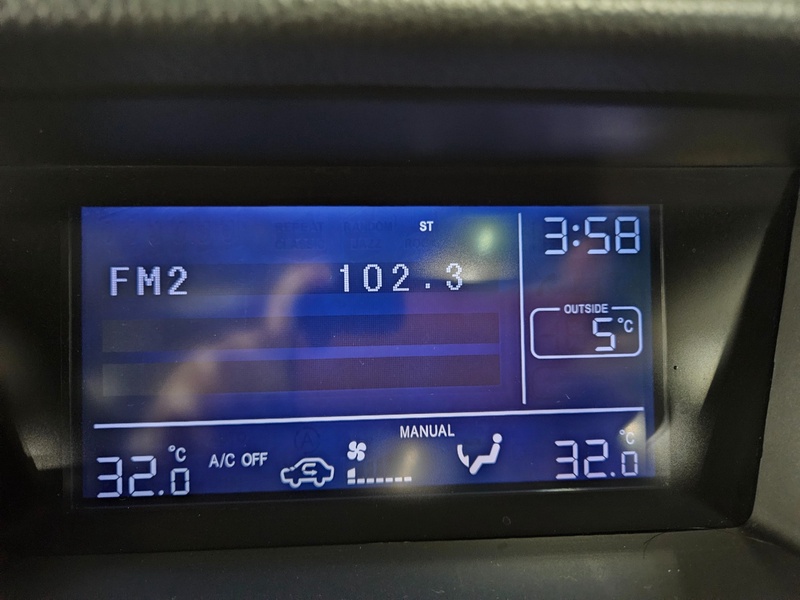 ST
3:58
FM2 102.3
OUTSIDE
5°C
MANUAL
32.0°C A/C OFF 32.0°C